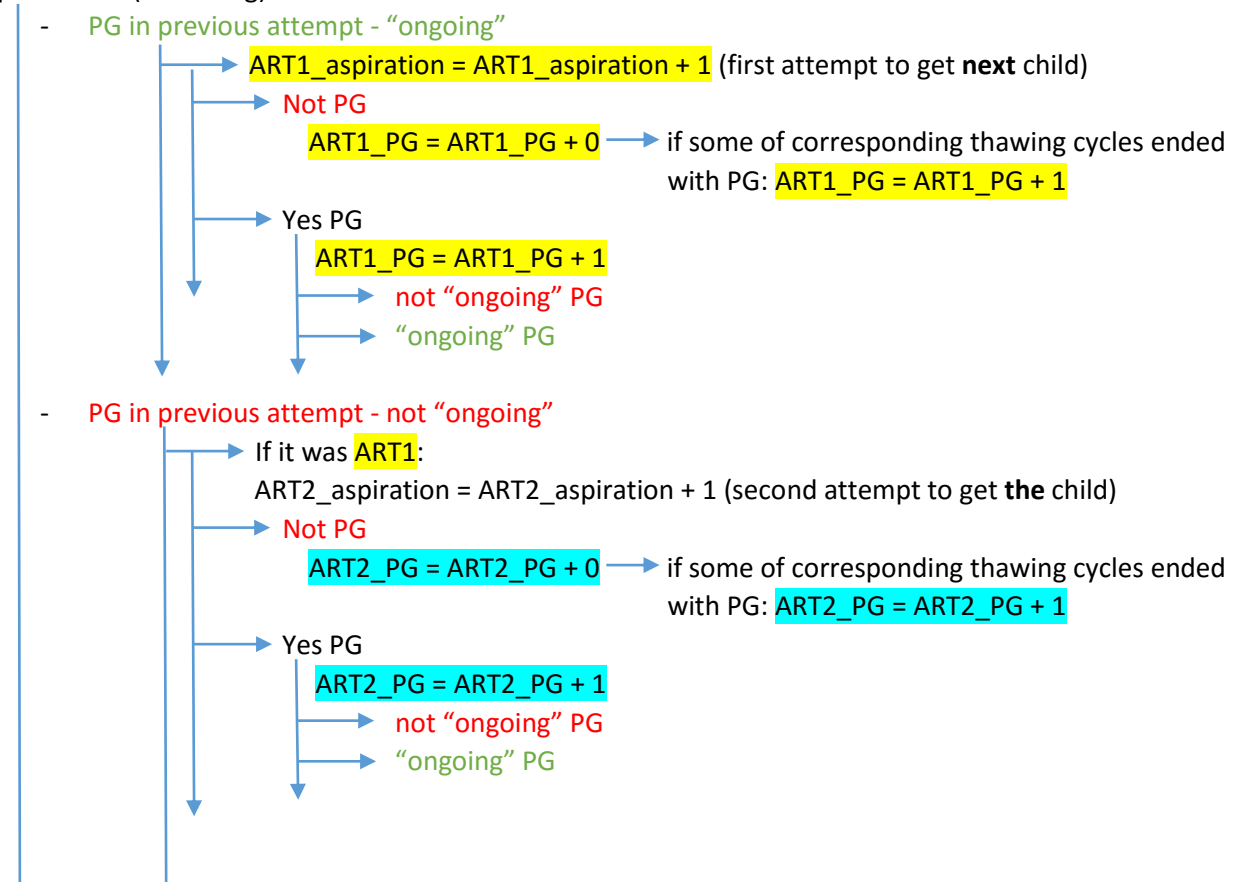 - PG in previous attempt - “ongoing”
ART1_aspiration = ART1_aspiration + 1 (first attempt to get next child)
Not PG
ART1_PG = ART1_PG + 0 if some of corresponding thawing cycles ended
with PG: ART1_PG = ART1_PG + 1
Yes PG
ART1_PG = ART1_PG + 1
not “ongoing” PG
“ongoing” PG
- PG in previous attempt - not “ongoing”
If it was ART1:
ART2_aspiration = ART2_aspiration + 1 (second attempt to get the child)
Not PG
ART2_PG = ART2_PG + 0 if some of corresponding thawing cycles ended
with PG: ART2_PG = ART2_PG + 1
Yes PG
ART2_PG = ART2_PG + 1
not “ongoing” PG
“ongoing” PG